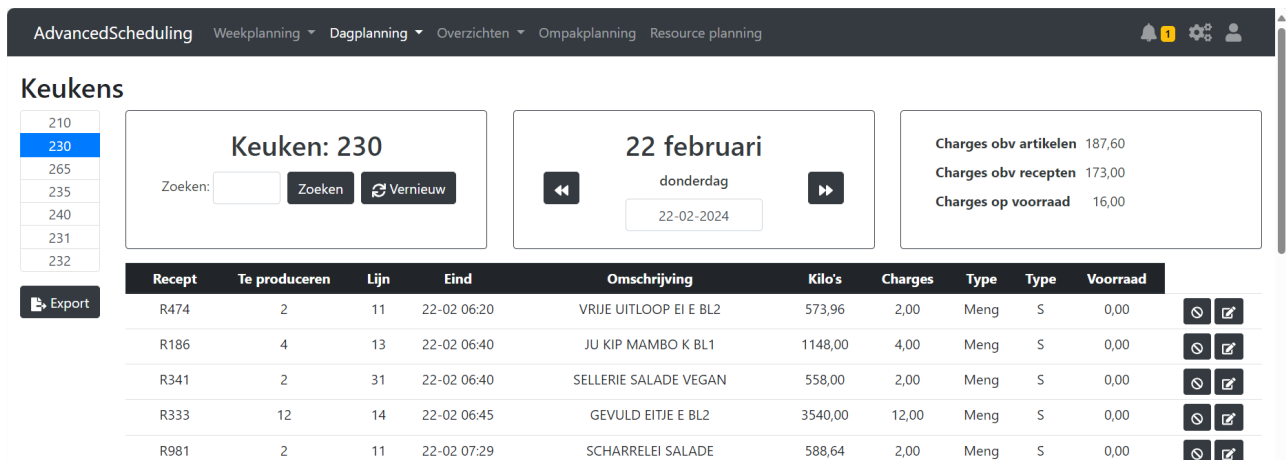 AdvancedScheduling Weekplanning Dagplanning Overzichten Ompakplanning Resource planning 1
Keukens
210
230
265
235
240
231
232
Export
Keuken: 230
Zoeken: Zoeken Vernieuw
22 februari
donderdag
22-02-2024
Charges obv artikelen 187,60
Charges obv recepten 173,00
Charges op voorraad 16,00
Recept Te produceren Lijn Eind Omschrijving Kilo's Charges Type Type Voorraad
R474 2 11 22-02 06:20 VRIJE UITLOOP EI E BL2 573,96 2,00 Meng S 0,00
R186 4 13 22-02 06:40 JU KIP MAMBO K BL1 1148,00 4,00 Meng S 0,00
R341 2 31 22-02 06:40 SELLERIE SALADE VEGAN 558,00 2,00 Meng S 0,00
R333 12 14 22-02 06:45 GEVULD EITJE E BL2 3540,00 12,00 Meng S 0,00
R981 2 11 22-02 07:29 SCHARRELEI SALADE 588,64 2,00 Meng S 0,00